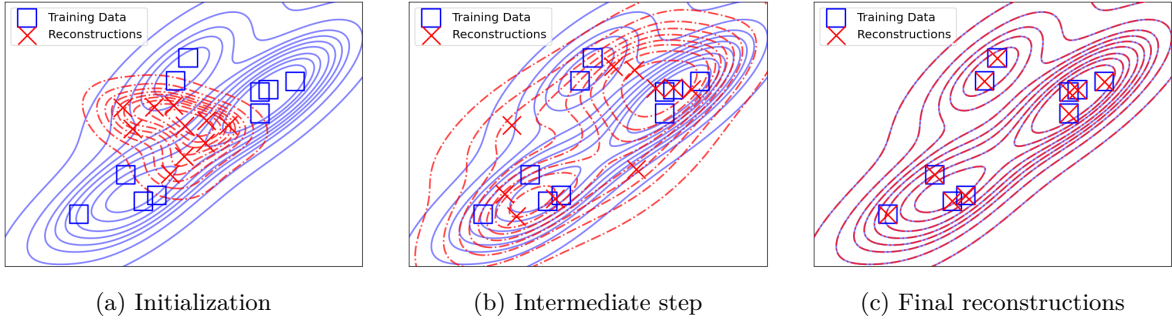 Training Data
Reconstructions
Training Data
Reconstructions
Training Data
Reconstructions
(a) Initialization
(b) Intermediate step
(c) Final reconstructions